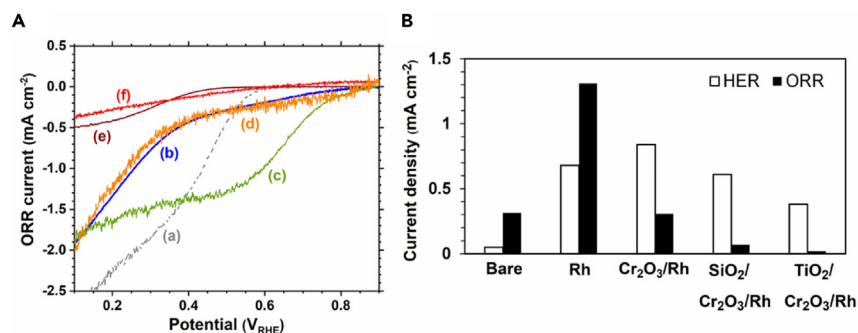 A
ORR current (mA cm⁻²)
0.5
0.0
-0.5
-1.0
-1.5
-2.0
-2.5
(f)
(e)
(b)
(d)
(c)
(a)
0.2 0.4 0.6 0.8
Potential (V_RHE)
B
Current density (mA cm⁻²)
1.5
1
0.5
0
HER ORR
Bare Rh Cr₂O₃/Rh SiO₂/ TiO₂/
Cr₂O₃/Rh Cr₂O₃/Rh